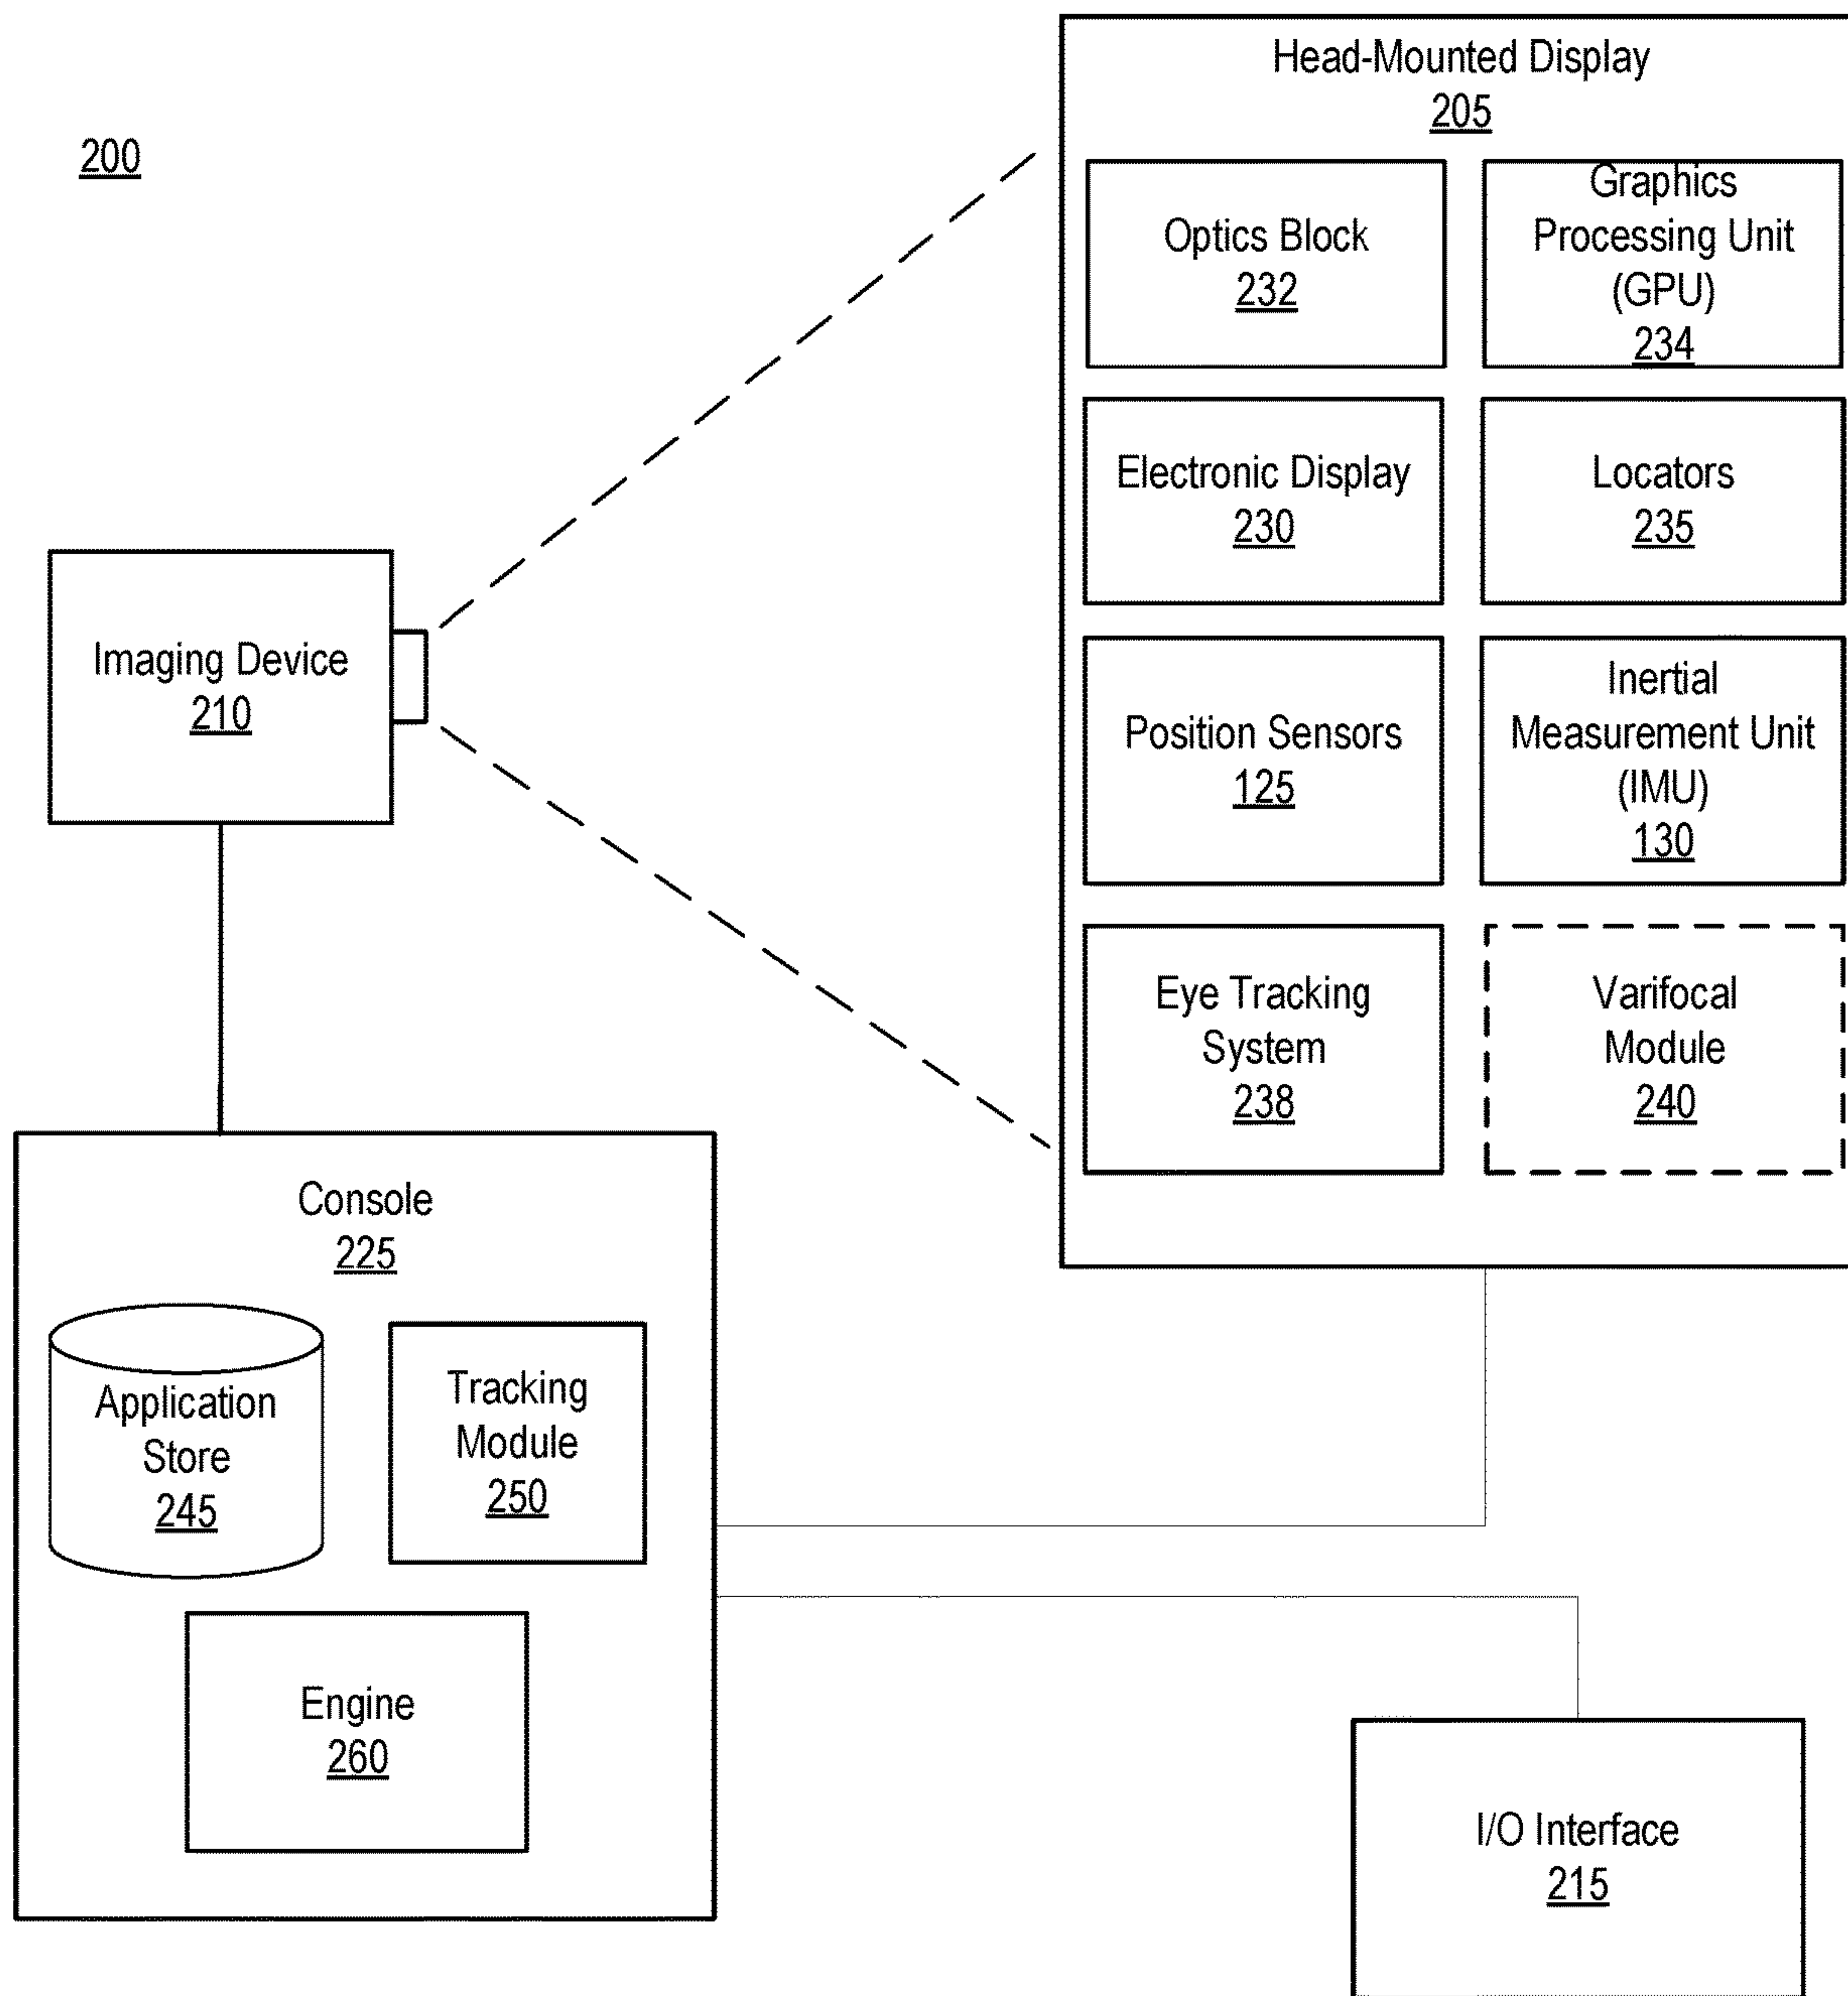 200
Head-Mounted Display
205
Optics Block
232
Graphics
Processing Unit
(GPU)
234
Electronic Display
230
Locators
235
Imaging Device
210
Position Sensors
125
Inertial
Measurement Unit
(IMU)
130
Eye Tracking
System
238
Varifocal
Module
240
Console
225
Application
Store
245
Tracking
Module
250
Engine
260
I/O Interface
215